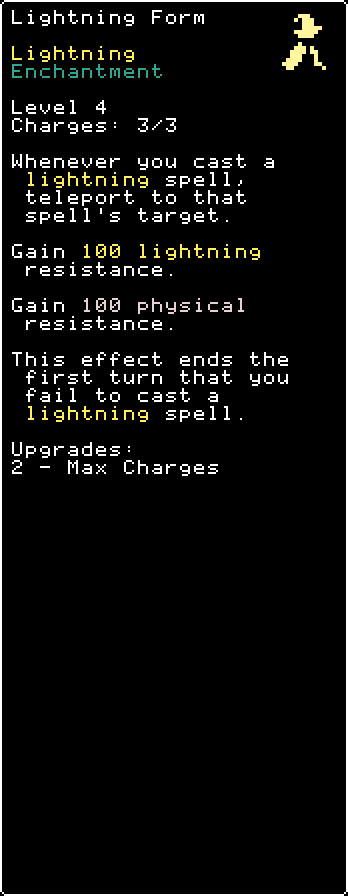 Lightning Form
Lightning
Enchantment
Level 4
Charges: 3/3
Whenever you cast a
lightning spell,
teleport to that
spell's target.
Gain 100 lightning
resistance.
Gain 100 physical
resistance.
This effect ends the
first turn that you
fail to cast a
lightning spell.
Upgrades:
2 - Max Charges